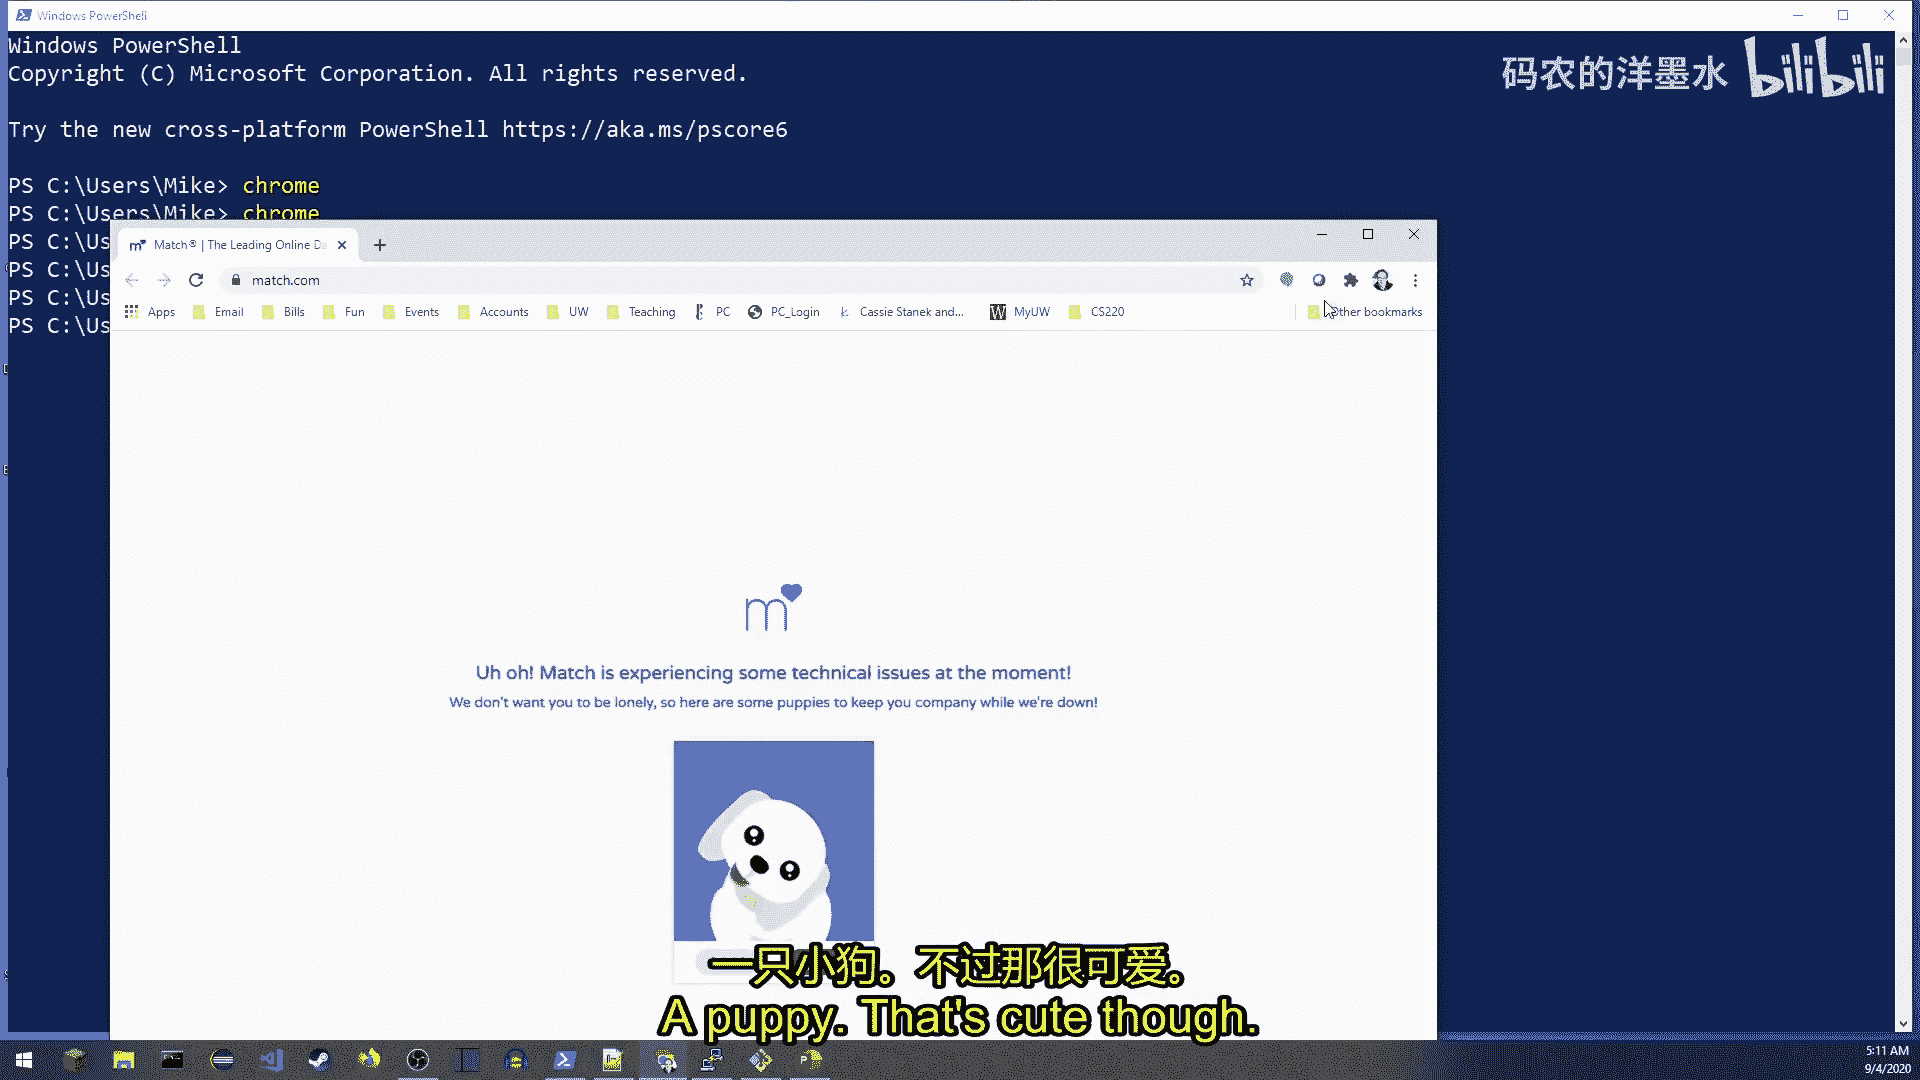 Windows PowerShell
Windows PowerShell
Copyright (C) Microsoft Corporation. All rights reserved.
码农的洋墨水 bilibili
Try the new cross-platform PowerShell https://aka.ms/pscore6
PS C:\Users\Mike> chrome
PS C:\Users\Mike> chrome
PS C:\Us
PS C:\Us
PS C:\Us
PS C:\Us
Match® | The Leading Online Da
match.com
Apps Email Bills Fun Events Accounts UW Teaching PC PC_Login Cassie Stanek and... MyUW CS220 Other bookmarks
m
Uh oh! Match is experiencing some technical issues at the moment!
We don't want you to be lonely, so here are some puppies to keep you company while we're down!
一只小狗。不过那很可爱。
A puppy. That's cute though.
5:11 AM
9/4/2020